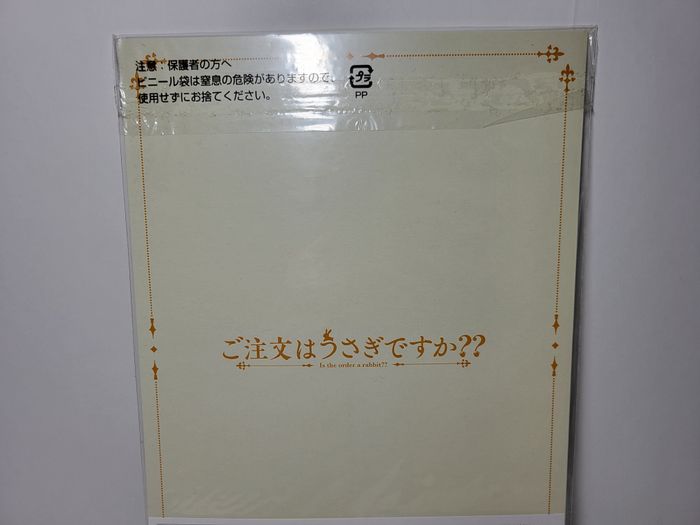 注意：保護者の方へ
ビニール袋は窒息の危険がありますので、
使用せずにお捨てください。
プラ
PP
ご注文はうさぎですか??
Is the order a rabbit??